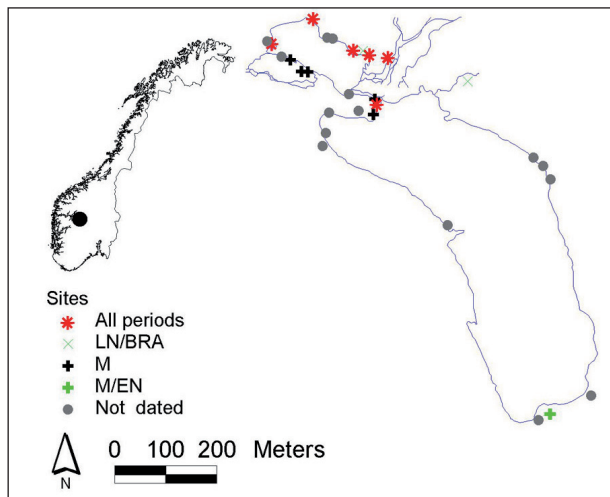 Sites
All periods
LN/BRA
M
M/EN
Not dated
0 100 200 Meters
N